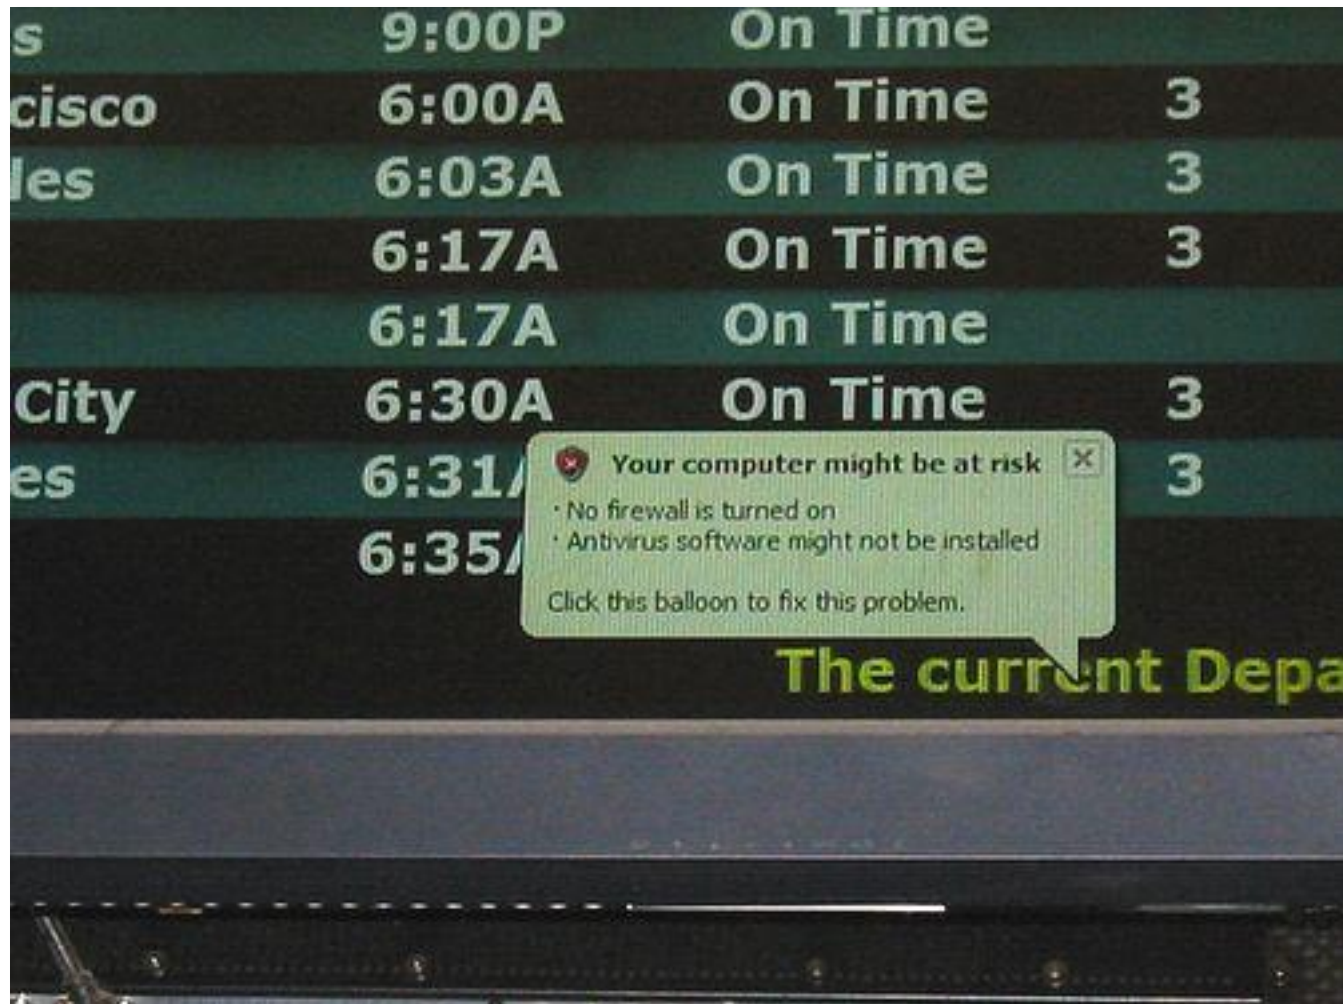 s 9:00P On Time
cisco 6:00A On Time 3
les 6:03A On Time 3
6:17A On Time 3
6:17A On Time
City 6:30A On Time 3
es 6:31A 3
6:35A
Your computer might be at risk
· No firewall is turned on
· Antivirus software might not be installed
Click this balloon to fix this problem.
The current Depa